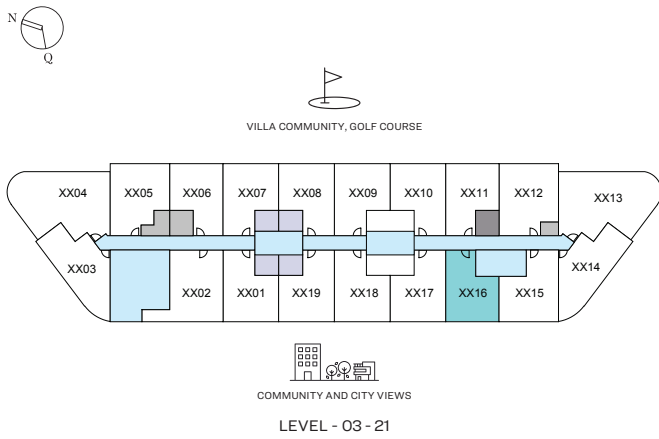 N
Q
VILLA COMMUNITY, GOLF COURSE
XX04 XX05 XX06 XX07 XX08 XX09 XX10 XX11 XX12 XX13
XX03 XX02 XX01 XX19 XX18 XX17 XX16 XX15 XX14
COMMUNITY AND CITY VIEWS
LEVEL - 03 - 21